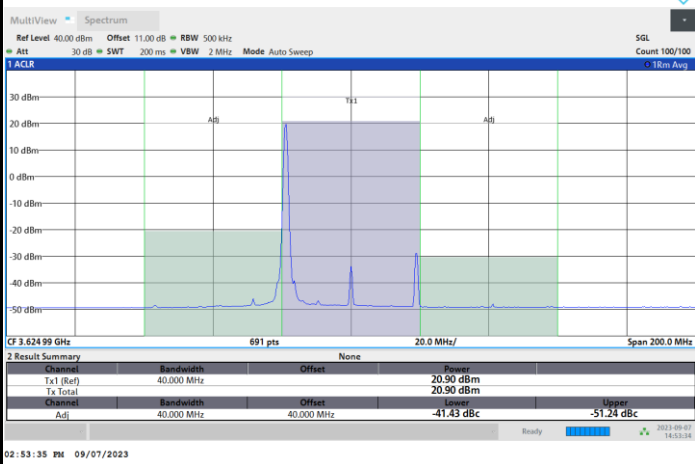 MultiView Spectrum
Ref Level 40.00 dBm Offset 11.00 dB RBW 500 kHz SGL
Att 30 dB SWT 200 ms VBW 2 MHz Mode Auto Sweep Count 100/100
1 ACLR 1Rm Avg
30 dBm
Tx1
20 dBm Adj Adj
10 dBm
0 dBm
-10 dBm
-20 dBm
-30 dBm
-40 dBm
-50 dBm
CF 3.624 99 GHz 691 pts 20.0 MHz/ Span 200.0 MHz
2 Result Summary None
Channel Bandwidth Offset Power
Tx1 (Ref) 40.000 MHz 20.90 dBm
Tx Total 20.90 dBm
Channel Bandwidth Offset Lower Upper
Adj 40.000 MHz 40.000 MHz -41.43 dBc -51.24 dBc
Ready 2023-09-07
14:53:34
02:53:35 PM 09/07/2023